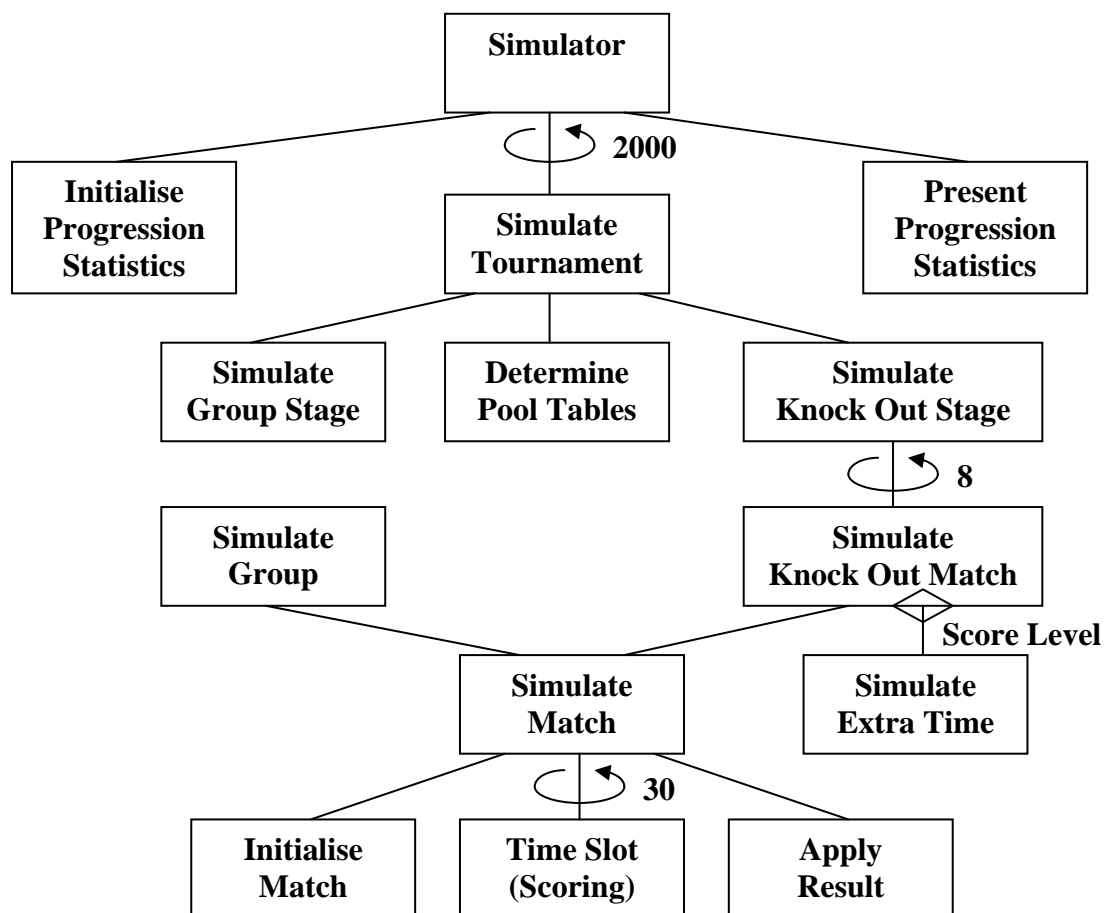 Simulator
2000
Initialise
Progression
Statistics
Simulate
Tournament
Present
Progression
Statistics
Simulate
Group Stage
Determine
Pool Tables
Simulate
Knock Out Stage
8
Simulate
Group
Simulate
Knock Out Match
Score Level
Simulate
Match
Simulate
Extra Time
30
Initialise
Match
Time Slot
(Scoring)
Apply
Result